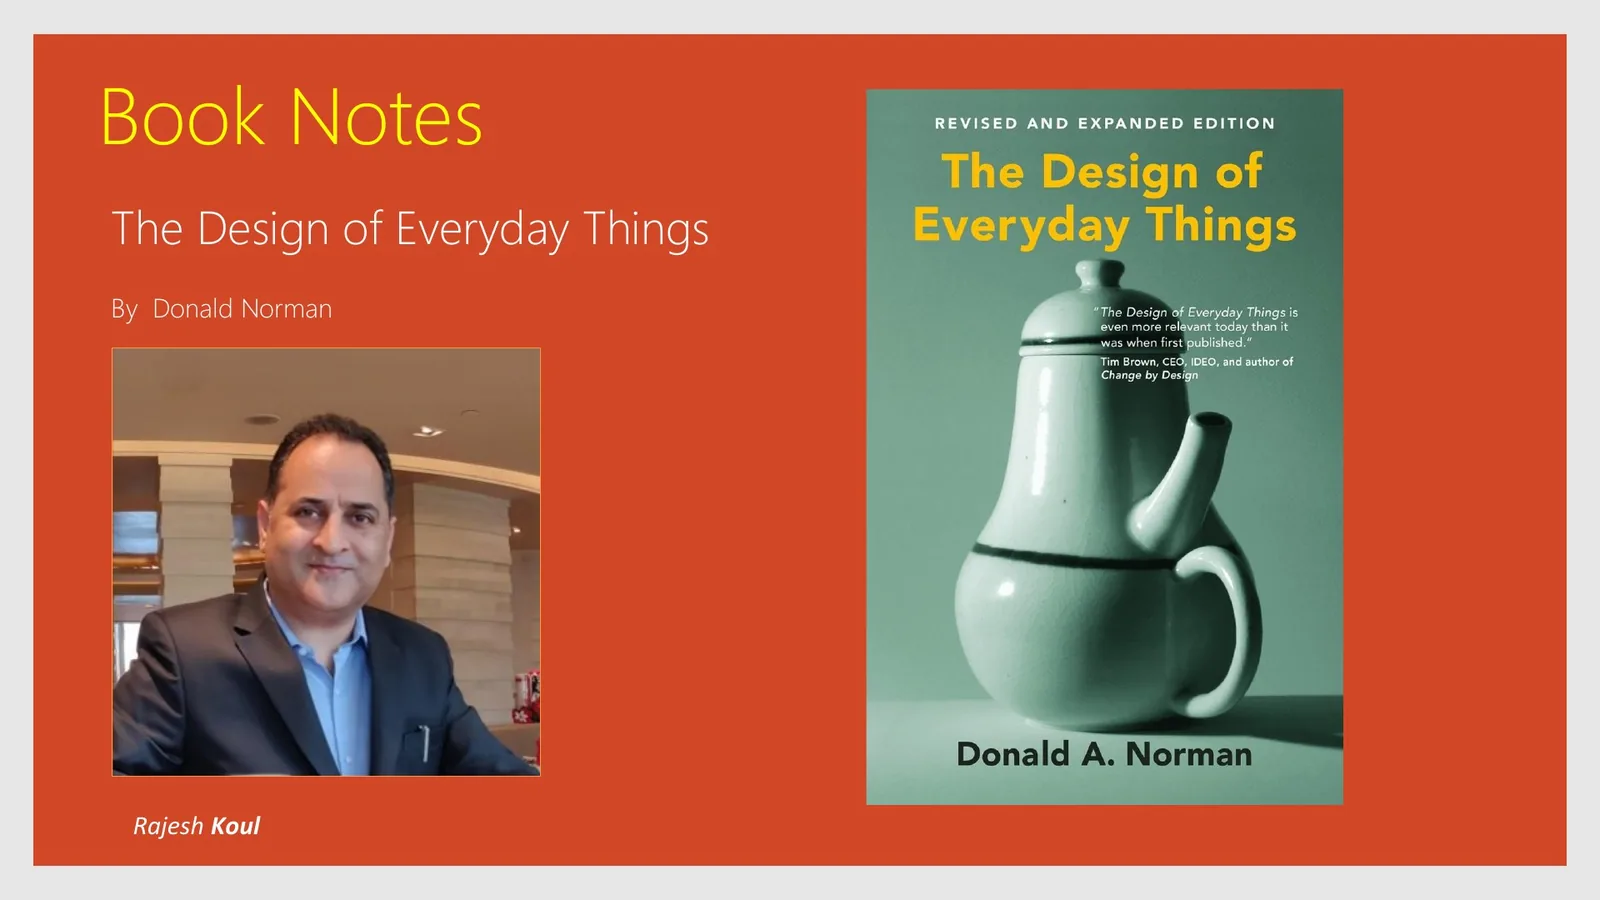 Book Notes
The Design of Everyday Things
By Donald Norman
Rajesh Koul
REVISED AND EXPANDED EDITION
The Design of
Everyday Things
"The Design of Everyday Things is
even more relevant today than it
was when first published."
Tim Brown, CEO, IDEO, and author of
Change by Design
Donald A. Norman